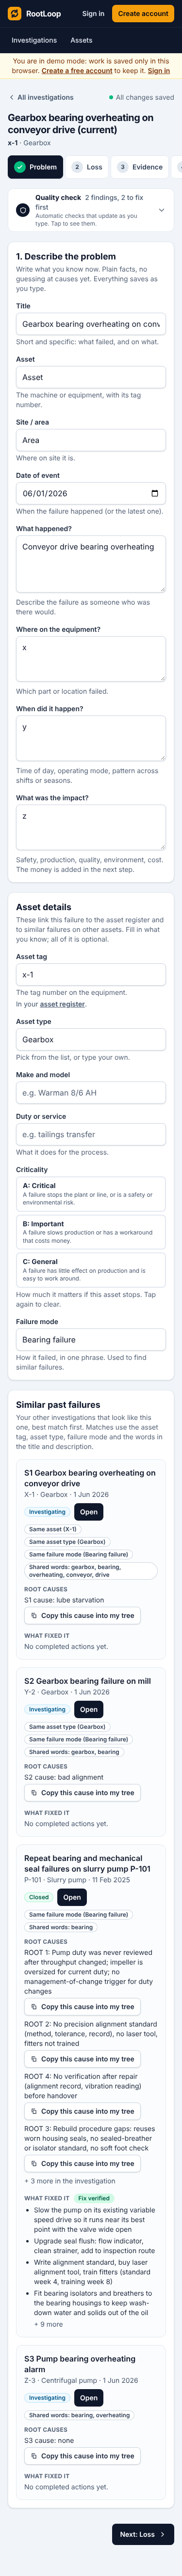 RootLoop
Sign in
Create account
Investigations
Assets
You are in demo mode: work is saved only in this
browser. Create a free account to keep it. Sign in
All investigations
All changes saved
Gearbox bearing overheating on
conveyor drive (current)
x-1 · Gearbox
Problem
2 Loss
3 Evidence
Quality check 2 findings, 2 to fix
first
Automatic checks that update as you
type. Tap to see them.
1. Describe the problem
Write what you know now. Plain facts, no
guessing at causes yet. Everything saves as
you type.
Title
Gearbox bearing overheating on conv
Short and specific: what failed, and on what.
Asset
Asset
The machine or equipment, with its tag
number.
Site / area
Area
Where on site it is.
Date of event
06/01/2026
When the failure happened (or the latest one).
What happened?
Conveyor drive bearing overheating
Describe the failure as someone who was
there would.
Where on the equipment?
x
Which part or location failed.
When did it happen?
y
Time of day, operating mode, pattern across
shifts or seasons.
What was the impact?
z
Safety, production, quality, environment, cost.
The money is added in the next step.
Asset details
These link this failure to the asset register and
to similar failures on other assets. Fill in what
you know; all of it is optional.
Asset tag
x-1
The tag number on the equipment.
In your asset register.
Asset type
Gearbox
Pick from the list, or type your own.
Make and model
e.g. Warman 8/6 AH
Duty or service
e.g. tailings transfer
What it does for the process.
Criticality
A: Critical
A failure stops the plant or line, or is a safety or
environmental risk.
B: Important
A failure slows production or has a workaround
that costs money.
C: General
A failure has little effect on production and is
easy to work around.
How much it matters if this asset stops. Tap
again to clear.
Failure mode
Bearing failure
How it failed, in one phrase. Used to find
similar failures.
Similar past failures
Your other investigations that look like this
one, best match first. Matches use the asset
tag, asset type, failure mode and the words in
the title and description.
S1 Gearbox bearing overheating on
conveyor drive
X-1 · Gearbox · 1 Jun 2026
Investigating
Open
Same asset (X-1)
Same asset type (Gearbox)
Same failure mode (Bearing failure)
Shared words: gearbox, bearing,
overheating, conveyor, drive
ROOT CAUSES
S1 cause: lube starvation
Copy this cause into my tree
WHAT FIXED IT
No completed actions yet.
S2 Gearbox bearing failure on mill
Y-2 · Gearbox · 1 Jun 2026
Investigating
Open
Same asset type (Gearbox)
Same failure mode (Bearing failure)
Shared words: gearbox, bearing
ROOT CAUSES
S2 cause: bad alignment
Copy this cause into my tree
WHAT FIXED IT
No completed actions yet.
Repeat bearing and mechanical
seal failures on slurry pump P-101
P-101 · Slurry pump · 11 Feb 2025
Closed
Open
Same failure mode (Bearing failure)
Shared words: bearing
ROOT CAUSES
ROOT 1: Pump duty was never reviewed
after throughput changed; impeller is
oversized for current duty; no
management-of-change trigger for duty
changes
Copy this cause into my tree
ROOT 2: No precision alignment standard
(method, tolerance, record), no laser tool,
fitters not trained
Copy this cause into my tree
ROOT 4: No verification after repair
(alignment record, vibration reading)
before handover
Copy this cause into my tree
ROOT 3: Rebuild procedure gaps: reuses
worn housing seals, no sealed-breather
or isolator standard, no soft foot check
Copy this cause into my tree
+ 3 more in the investigation
WHAT FIXED IT Fix verified
Slow the pump on its existing variable
speed drive so it runs near its best
point with the valve wide open
Upgrade seal flush: flow indicator,
clean strainer, add to inspection route
Write alignment standard, buy laser
alignment tool, train fitters (standard
week 4, training week 8)
Fit bearing isolators and breathers to
the bearing housings to keep wash-
down water and solids out of the oil
+ 9 more
S3 Pump bearing overheating
alarm
Z-3 · Centrifugal pump · 1 Jun 2026
Investigating
Open
Shared words: bearing, overheating
ROOT CAUSES
S3 cause: none
Copy this cause into my tree
WHAT FIXED IT
No completed actions yet.
Next: Loss